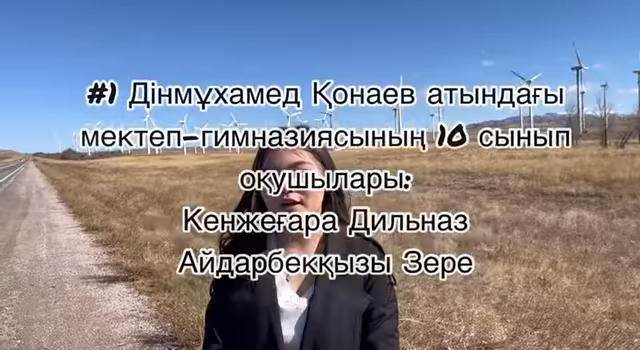 #1 Дінмұхамед Қонаев атындағы
мектеп-гимназиясының 10 сынып
оқушылары:
Кенжеғара Дильназ
Айдарбекқызы Зере